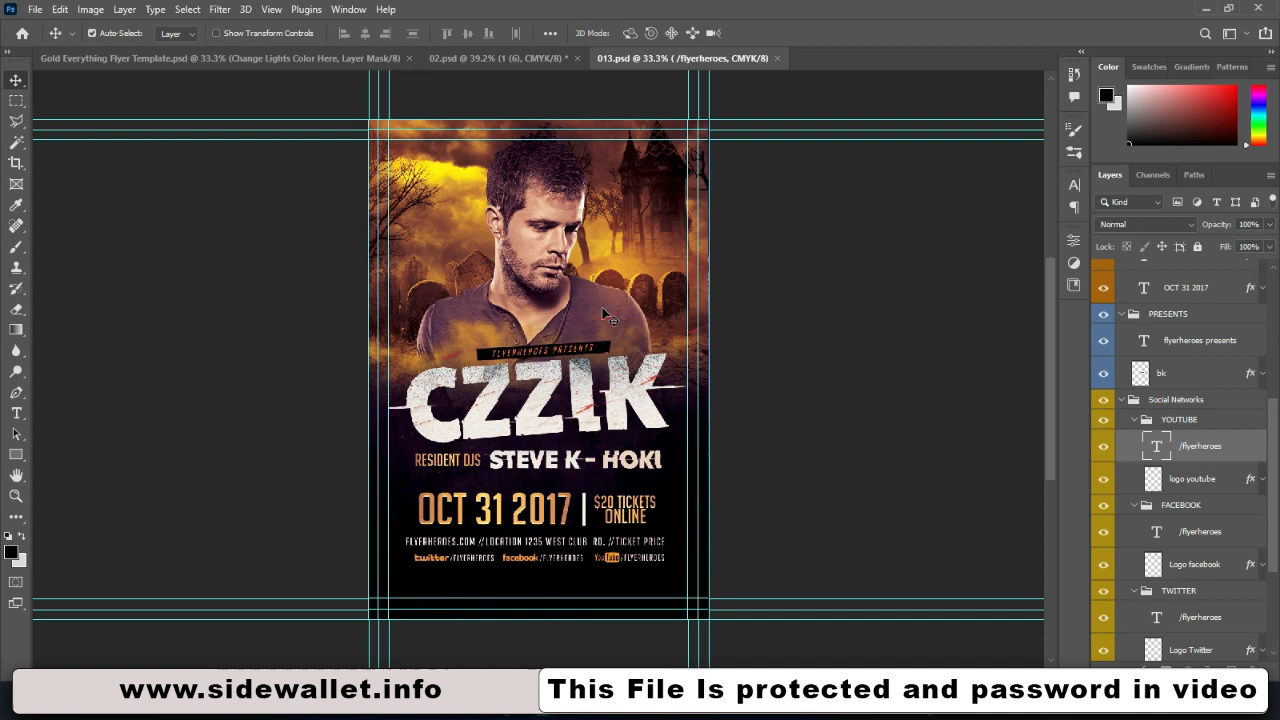 Ps File Edit Image Layer Type Select Filter 3D View Plugins Window Help
Auto-Select: Layer Show Transform Controls 3D Mode:
Gold Everything Flyer Template.psd @ 33.3% (Change Lights Color Here, Layer Mask/8) × 02.psd @ 39.2% (1 (6), CMYK/8) * × 013.psd @ 33.3% ( /flyerheroes, CMYK/8) ×
Color Swatches Gradients Patterns
Layers Channels Paths
Kind
Normal Opacity: 100%
Lock: Fill: 100%
OCT 31 2017 fx
PRESENTS
flyerheroes presents
bk fx
Social Networks
YOUTUBE
/flyerheroes
logo youtube fx
FACEBOOK
/flyerheroes
Logo facebook fx
TWITTER
/flyerheroes
Logo Twitter
FLYERHEROES PRESENTS
CZZIK
RESIDENT DJS STEVE K - HOKI
OCT 31 2017 | $20 TICKETS
ONLINE
FLYERHEROES.COM //LOCATION 1235 WEST CLUB RD. //TICKET PRICE
twitter/FLYERHEROES facebook/FLYERHEROES YouTube/FLYERHEROES
www.sidewallet.info
This File Is protected and password in video